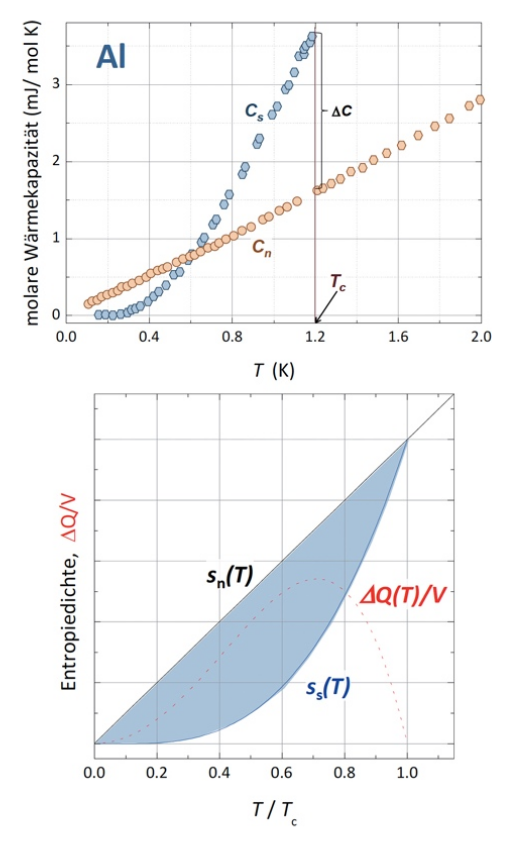 Al
molare Wärmekapazität (mJ/ mol K)
3
2
1
0
C_s
ΔC
C_n
T_c
0.0 0.4 0.8 1.2 1.6 2.0
T (K)
Entropiedichte, ΔQ/V
s_n(T)
ΔQ(T)/V
s_s(T)
0.0 0.2 0.4 0.6 0.8 1.0
T / T_c